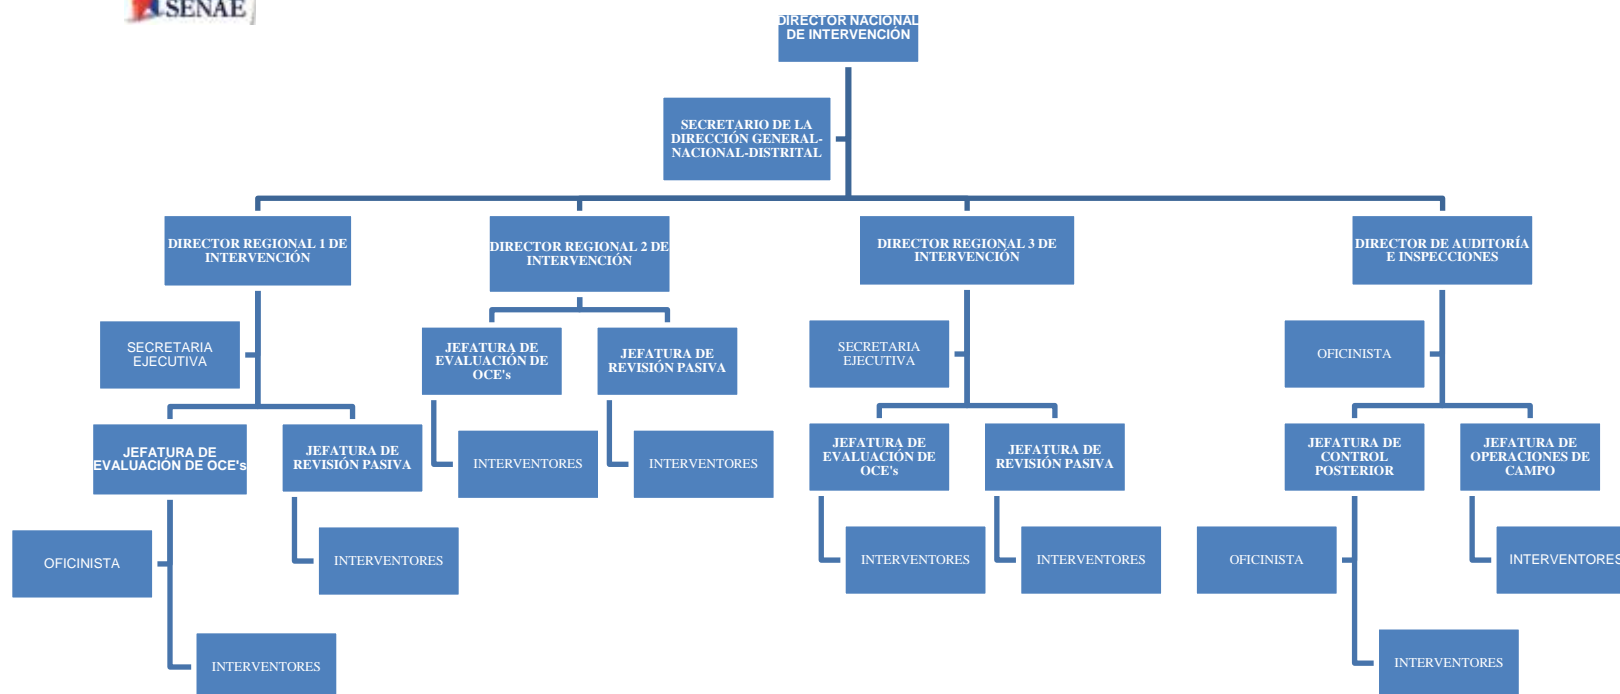 SENAE
DIRECTOR NACIONAL
DE INTERVENCIÓN
SECRETARIO DE LA
DIRECCIÓN GENERAL-
NACIONAL-DISTRITAL
DIRECTOR REGIONAL 1 DE
INTERVENCIÓN
DIRECTOR REGIONAL 2 DE
INTERVENCIÓN
DIRECTOR REGIONAL 3 DE
INTERVENCIÓN
DIRECTOR DE AUDITORÍA
E INSPECCIONES
SECRETARIA
EJECUTIVA
JEFATURA DE
EVALUACIÓN DE
OCE's
JEFATURA DE
REVISIÓN PASIVA
SECRETARIA
EJECUTIVA
OFICINISTA
JEFATURA DE
EVALUACIÓN DE OCE's
JEFATURA DE
REVISIÓN PASIVA
INTERVENTORES
INTERVENTORES
JEFATURA DE
EVALUACIÓN DE
OCE's
JEFATURA DE
REVISIÓN PASIVA
JEFATURA DE
CONTROL
POSTERIOR
JEFATURA DE
OPERACIONES DE
CAMPO
OFICINISTA
INTERVENTORES
INTERVENTORES
INTERVENTORES
OFICINISTA
INTERVENTORES
INTERVENTORES
INTERVENTORES